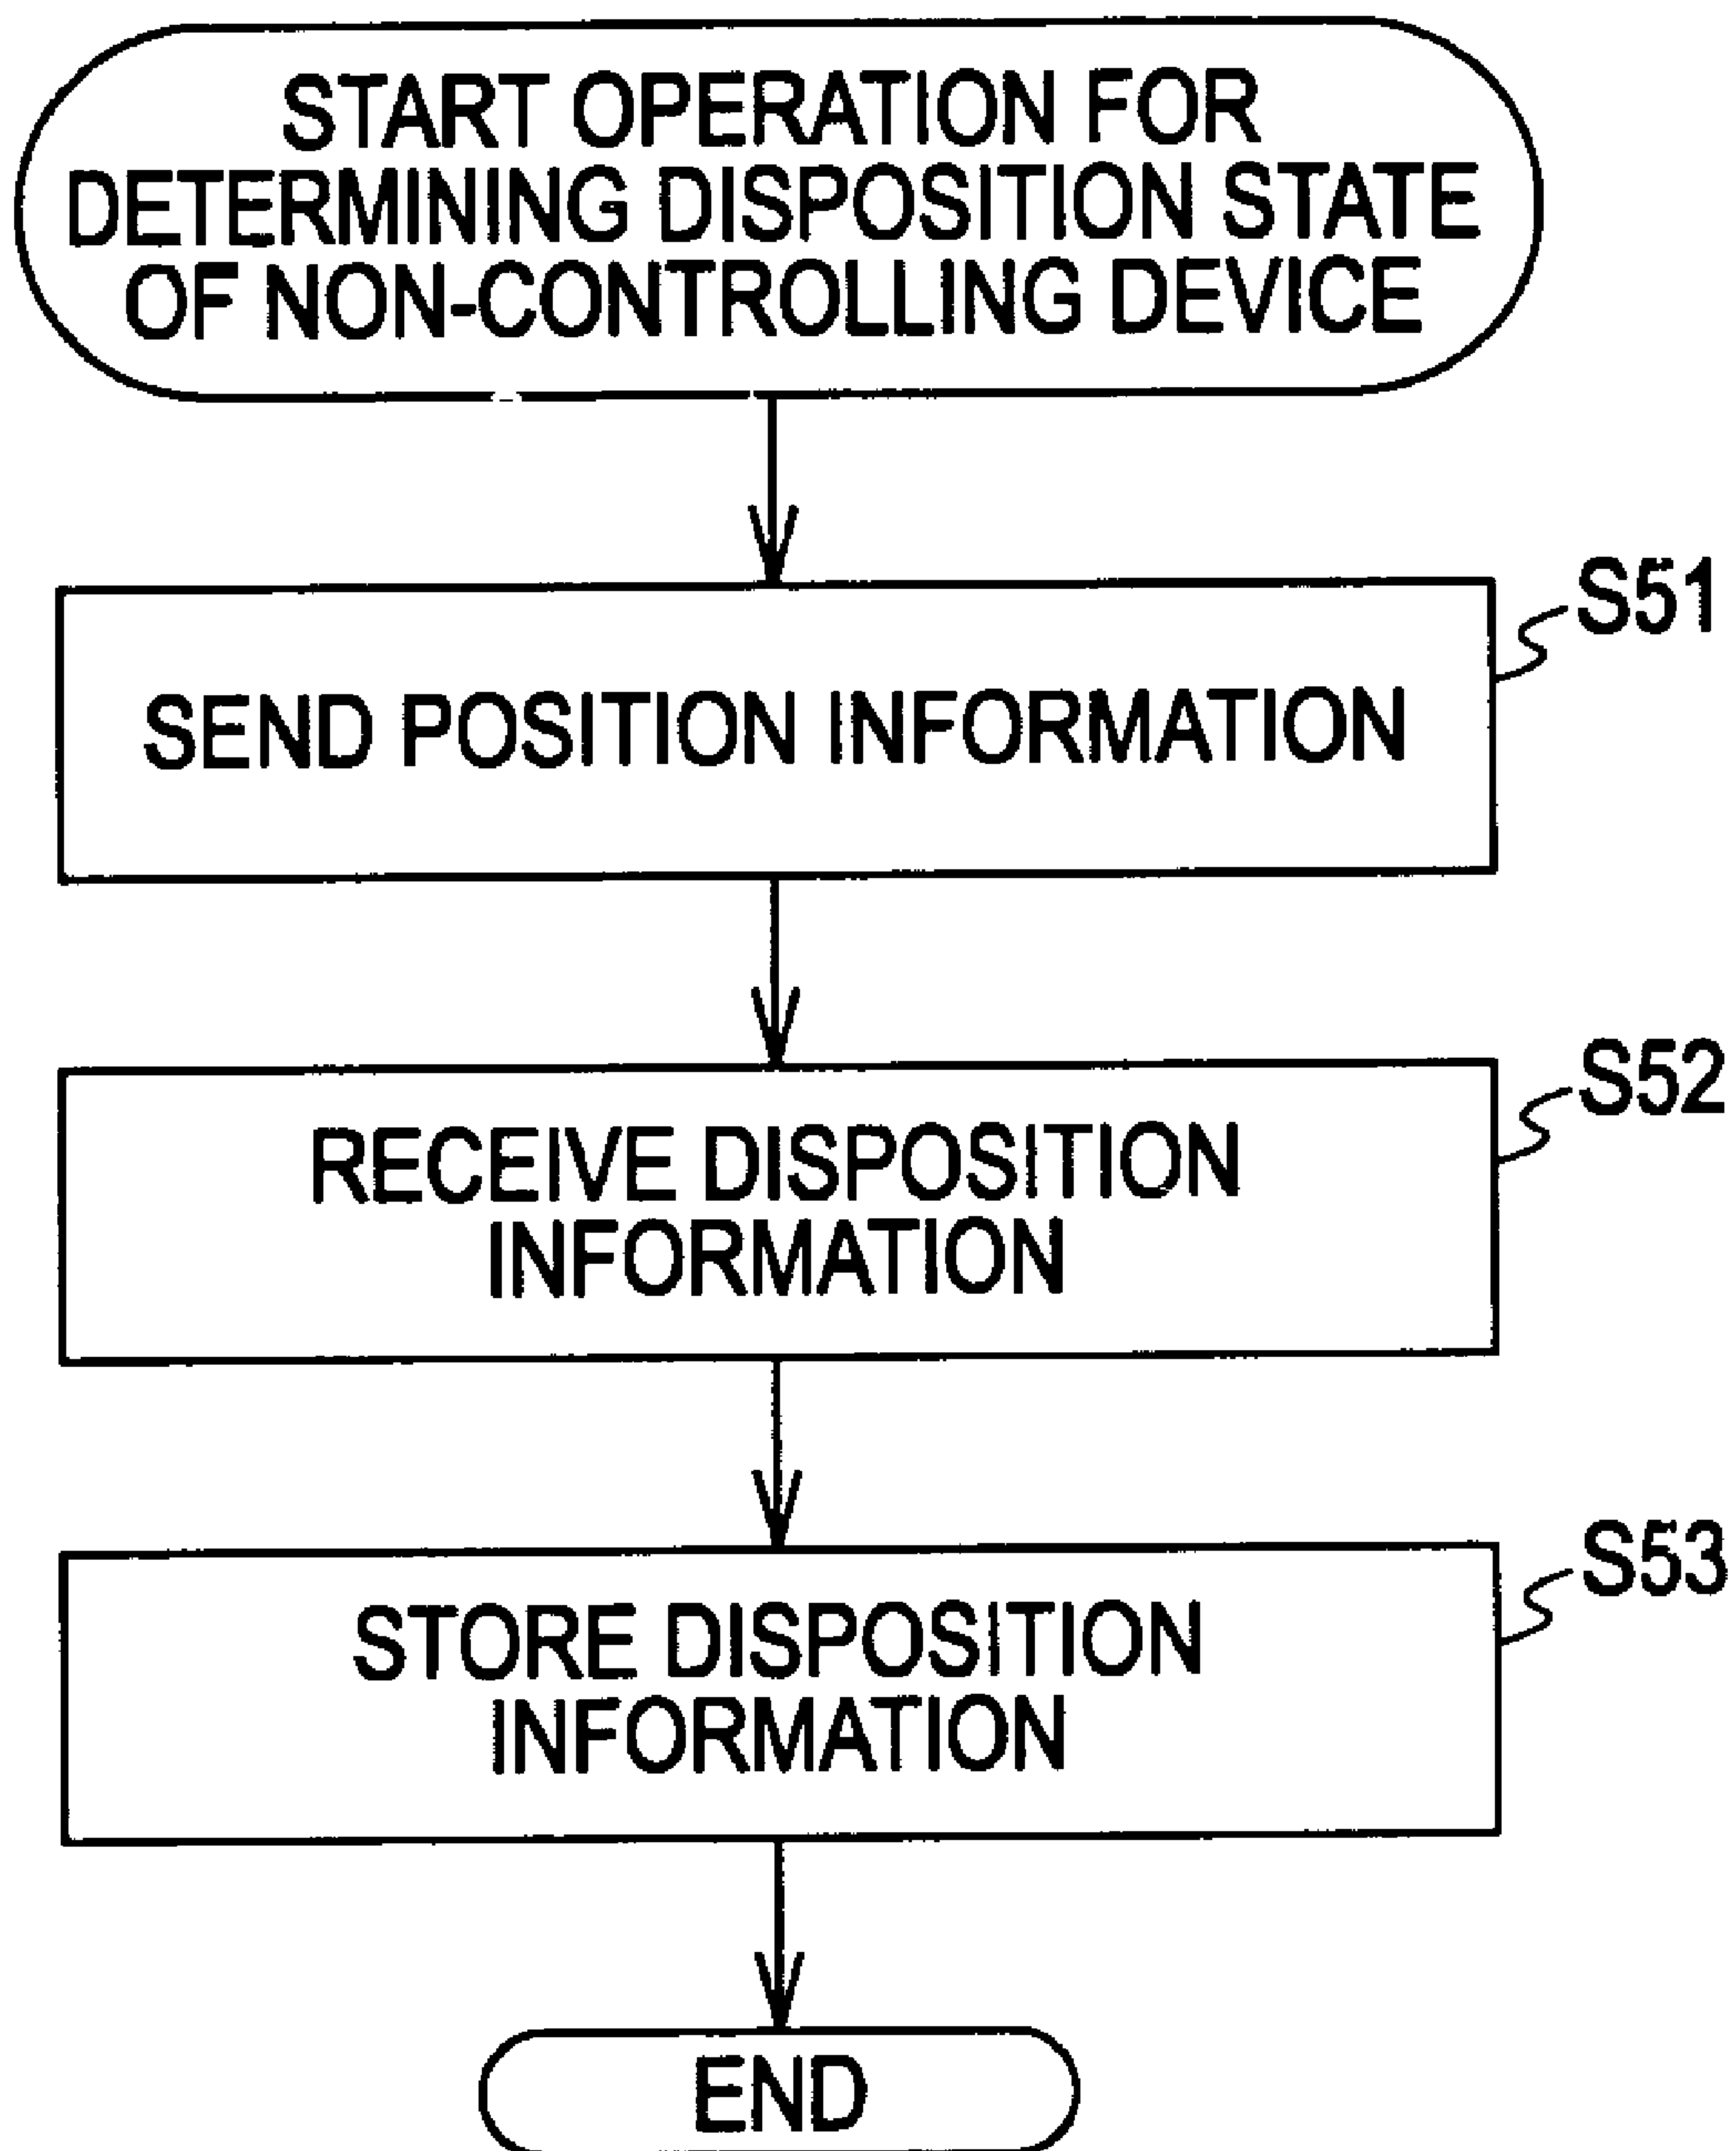 START OPERATION FOR
DETERMINING DISPOSITION STATE
OF NON-CONTROLLING DEVICE
S51
SEND POSITION INFORMATION
S52
RECEIVE DISPOSITION
INFORMATION
S53
STORE DISPOSITION
INFORMATION
END